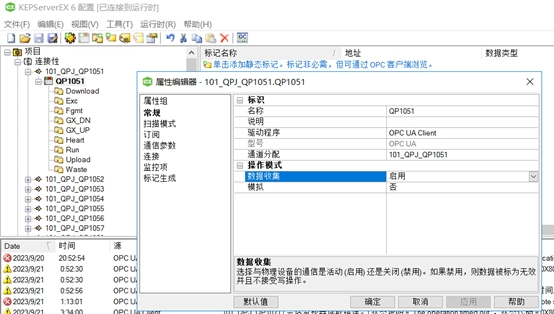 KEPServerEX 6 配置 [已连接到运行时]
文件(F) 编辑(E) 视图(V) 工具(T) 运行时(R) 帮助(H)
项目
连接性
101_QPJ_QP1051
QP1051
Download
Exc
Fgmt
GX_DN
GX_UP
Heart
Run
Upload
Waste
101_QPJ_QP1052
101_QPJ_QP1053
101_QPJ_QP1054
101_QPJ_QP1055
101_QPJ_QP1056
101_QPJ_QP1057
标记名称 地址 数据类型
单击添加静态标记。标记非必需，但可通过 OPC 客户端浏览。
属性编辑器 - 101_QPJ_QP1051.QP1051
属性组
常规
扫描模式
订阅
通信参数
连接
监控项
标记生成
标识
名称 QP1051
说明
驱动程序 OPC UA Client
型号 OPC UA
通道分配 101_QPJ_QP1051
操作模式
数据收集 启用
模拟 否
数据收集
选择与物理设备的通信是活动 (启用) 还是关闭 (禁用)。如果禁用，则数据被标为无效并且不接受写操作。
默认值 确定 取消 应用 帮助
Date 时间 源
2023/9/20 20:52:54 OPC UA
2023/9/21 0:52:30 OPC UA
2023/9/21 0:52:30 OPC UA
2023/9/21 0:52:30 OPC UA
2023/9/21 1:13:01 OPC UA
2023/9/21 3:34:00